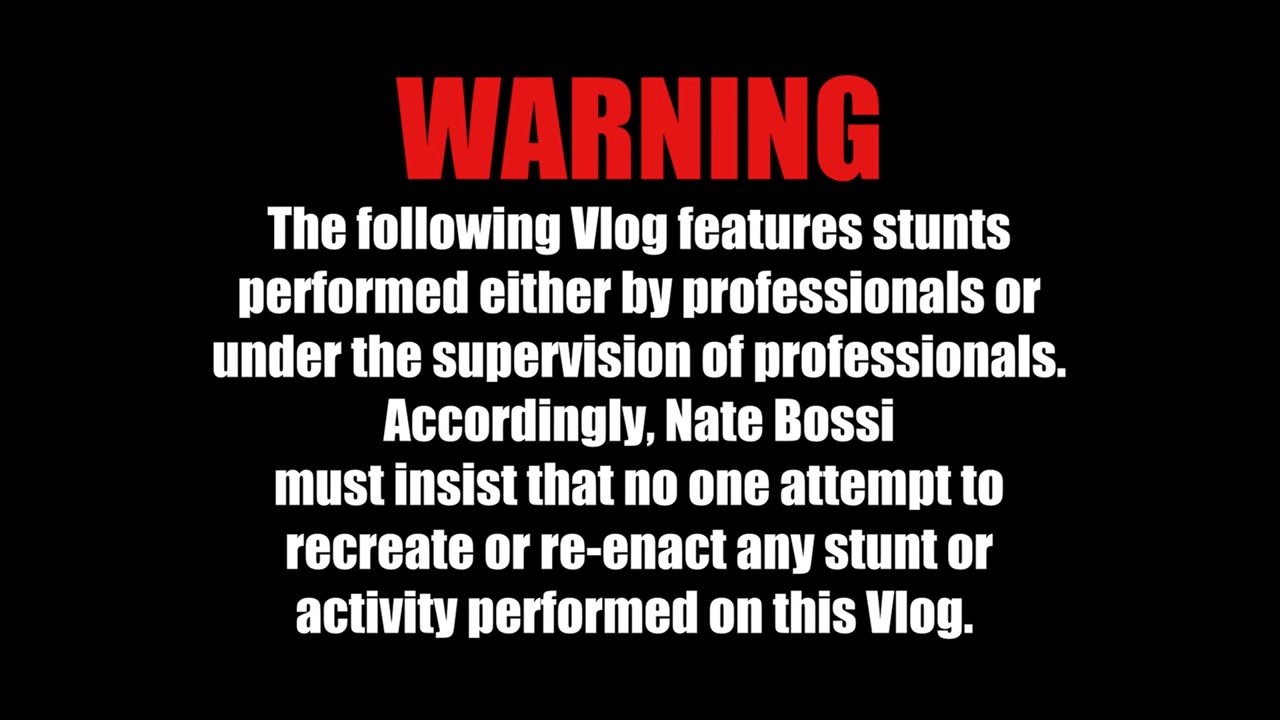 WARNING
The following Vlog features stunts
performed either by professionals or
under the supervision of professionals.
Accordingly, Nate Bossi
must insist that no one attempt to
recreate or re-enact any stunt or
activity performed on this Vlog.